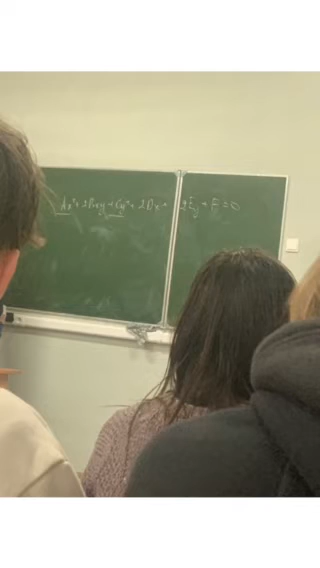 Ax² + 2Bxy + Cy² + 2Dx + 2Ey + F = 0